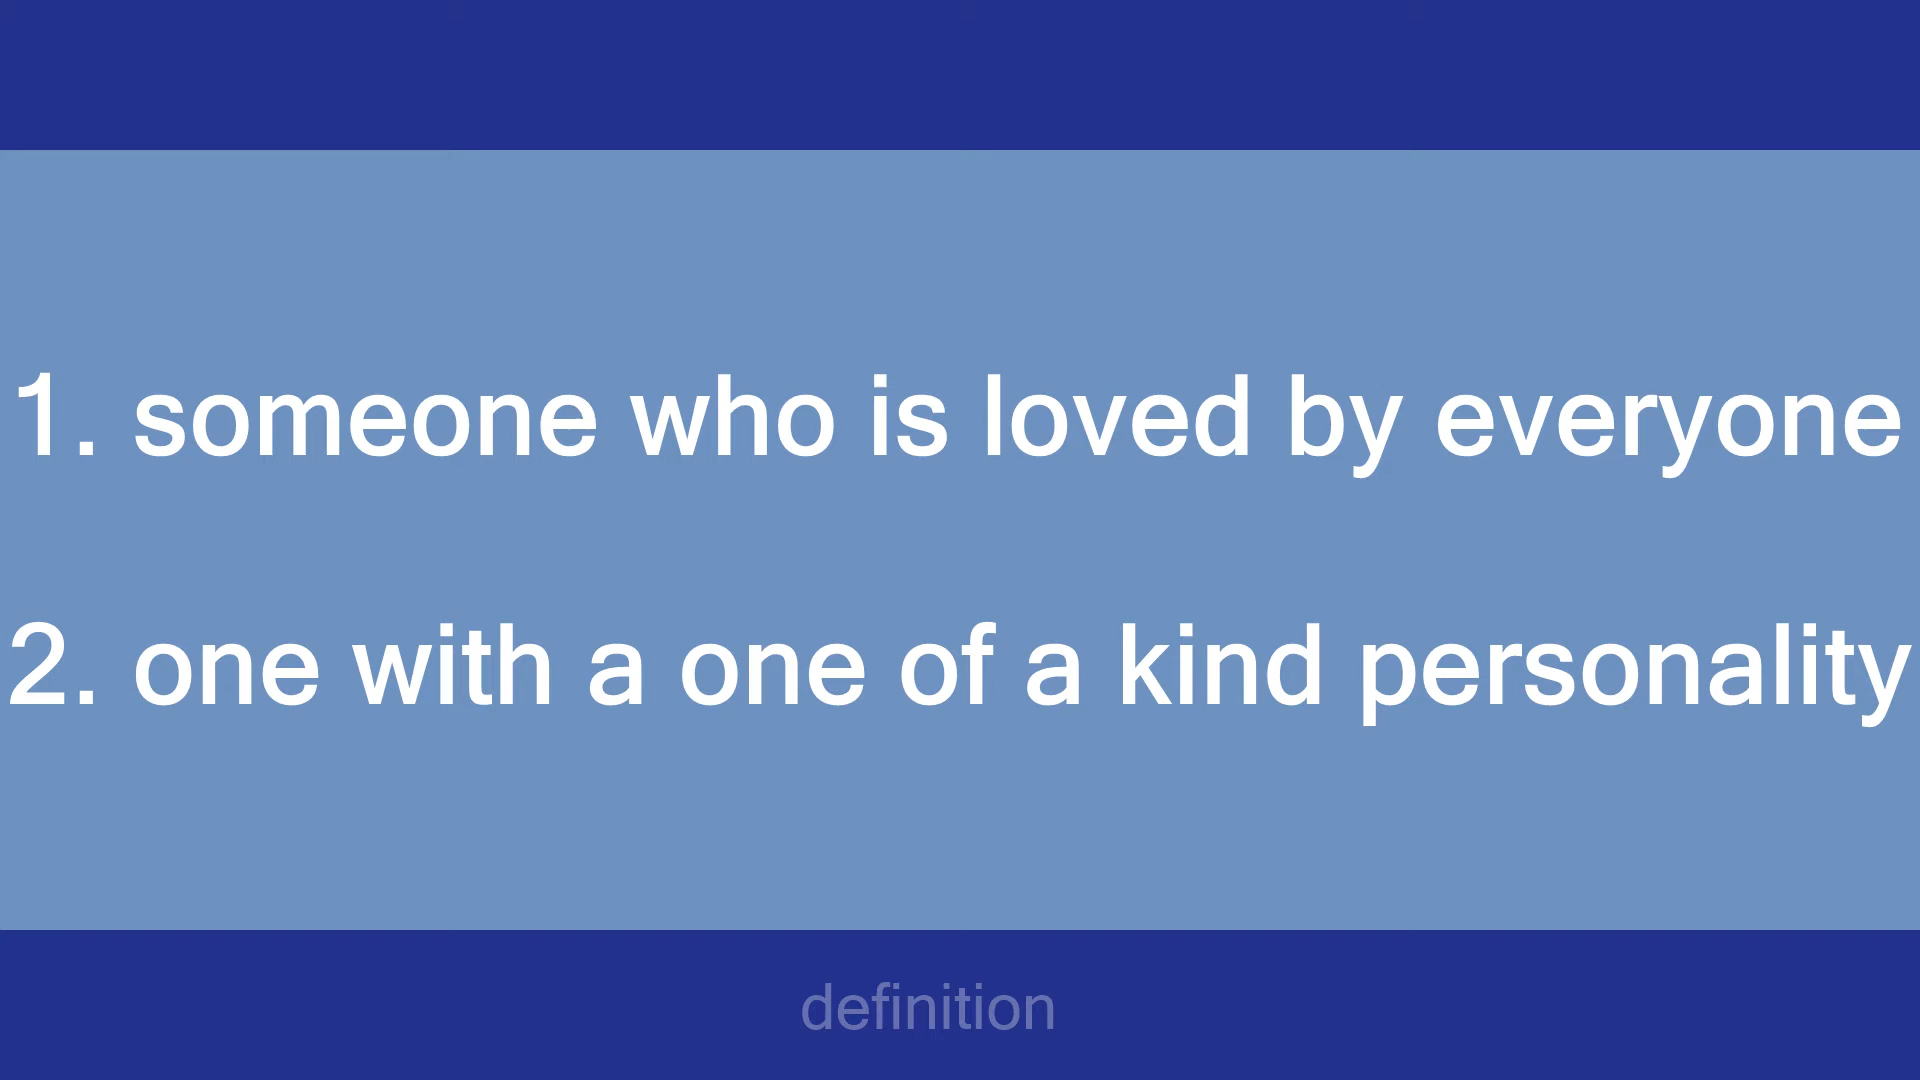 1. someone who is loved by everyone
2. one with a one of a kind personality
definition